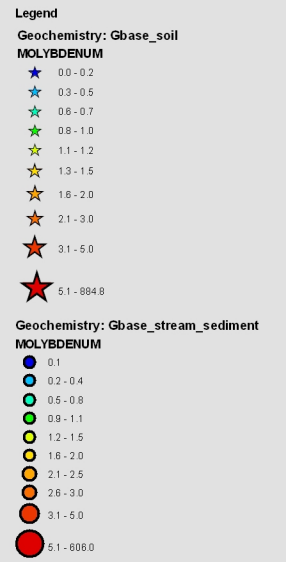 Legend
Geochemistry: Gbase_soil
MOLYBDENUM
0.0 - 0.2
0.3 - 0.5
0.6 - 0.7
0.8 - 1.0
1.1 - 1.2
1.3 - 1.5
1.6 - 2.0
2.1 - 3.0
3.1 - 5.0
5.1 - 884.8
Geochemistry: Gbase_stream_sediment
MOLYBDENUM
0.1
0.2 - 0.4
0.5 - 0.8
0.9 - 1.1
1.2 - 1.5
1.6 - 2.0
2.1 - 2.5
2.6 - 3.0
3.1 - 5.0
5.1 - 606.0